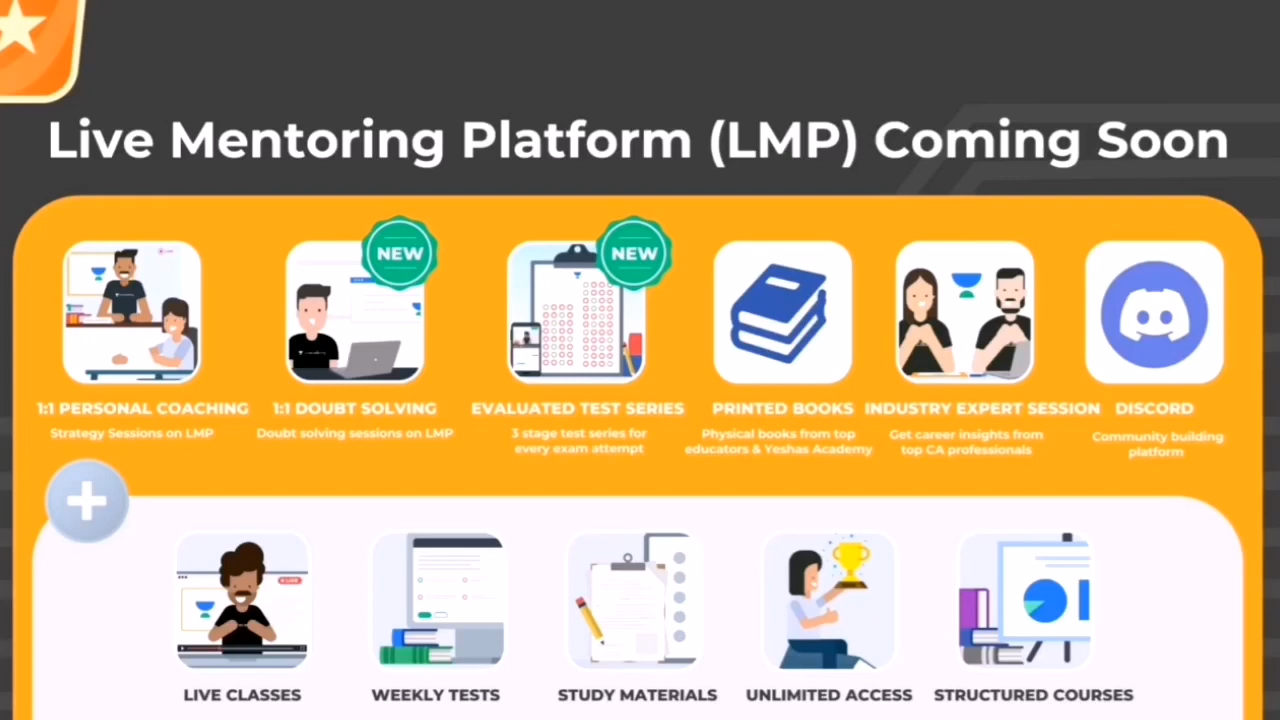 Live Mentoring Platform (LMP) Coming Soon
NEW
NEW
1:1 PERSONAL COACHING
Strategy Sessions on LMP
1:1 DOUBT SOLVING
Doubt solving sessions on LMP
EVALUATED TEST SERIES
3 stage test series for
every exam attempt
PRINTED BOOKS
Physical books from top
educators & Yeshas Academy
INDUSTRY EXPERT SESSION
Get career insights from
top CA professionals
DISCORD
Community building
platform
LIVE
LIVE CLASSES
WEEKLY TESTS
STUDY MATERIALS
UNLIMITED ACCESS
STRUCTURED COURSES